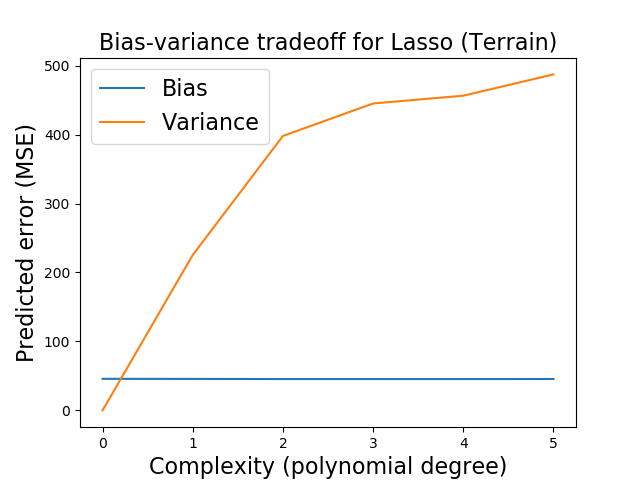 Bias-variance tradeoff for Lasso (Terrain)
Bias
Variance
Predicted error (MSE)
500
400
300
200
100
0
0 1 2 3 4 5
Complexity (polynomial degree)